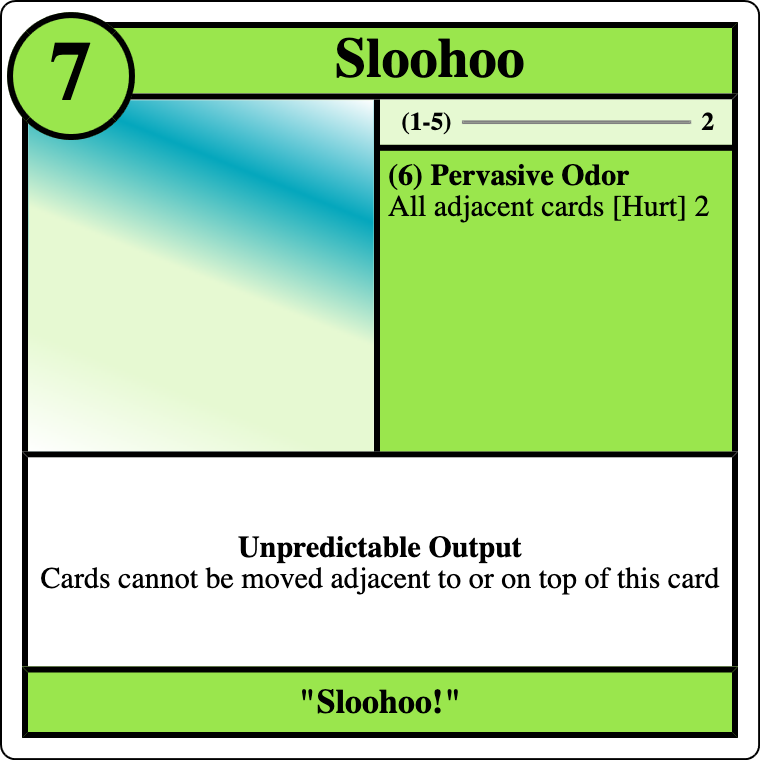 7
Sloohoo
(1-5) 2
(6) Pervasive Odor
All adjacent cards [Hurt] 2
Unpredictable Output
Cards cannot be moved adjacent to or on top of this card
"Sloohoo!"